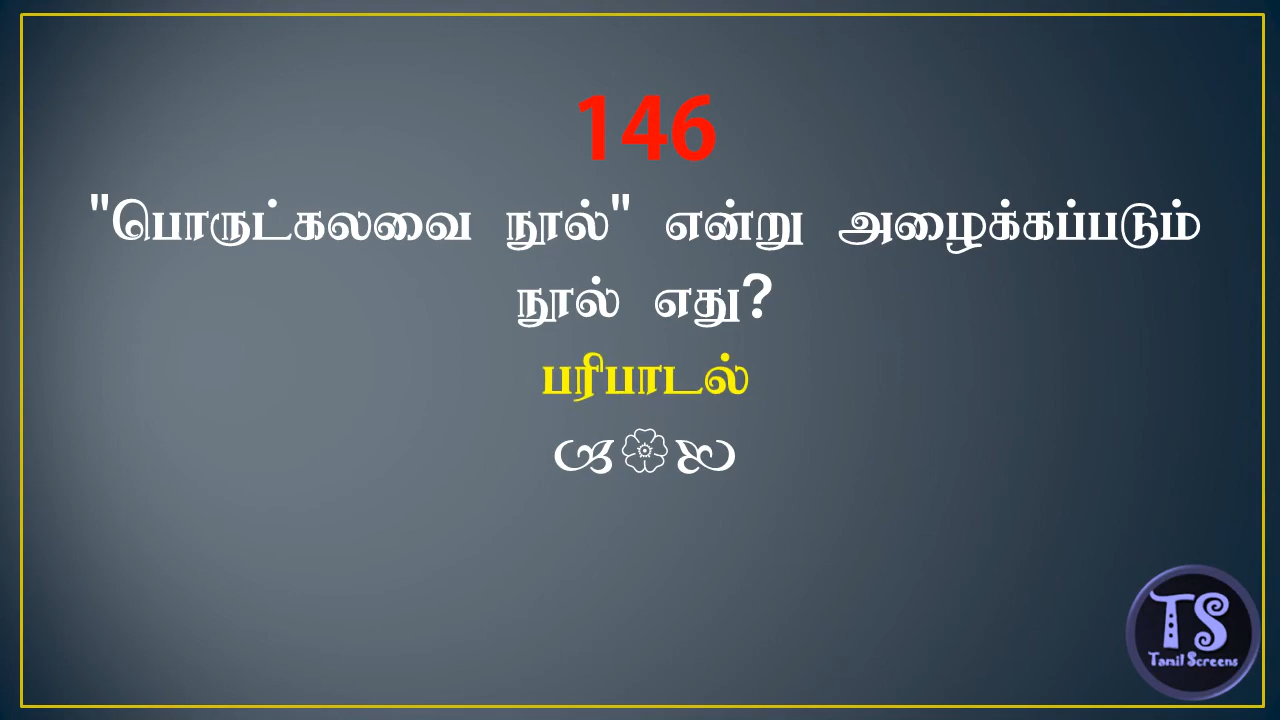 146
"பொருட்கலவை நூல்" என்று அழைக்கப்படும்
நூல் எது?
பரிபாடல்
TS
Tamil Screens